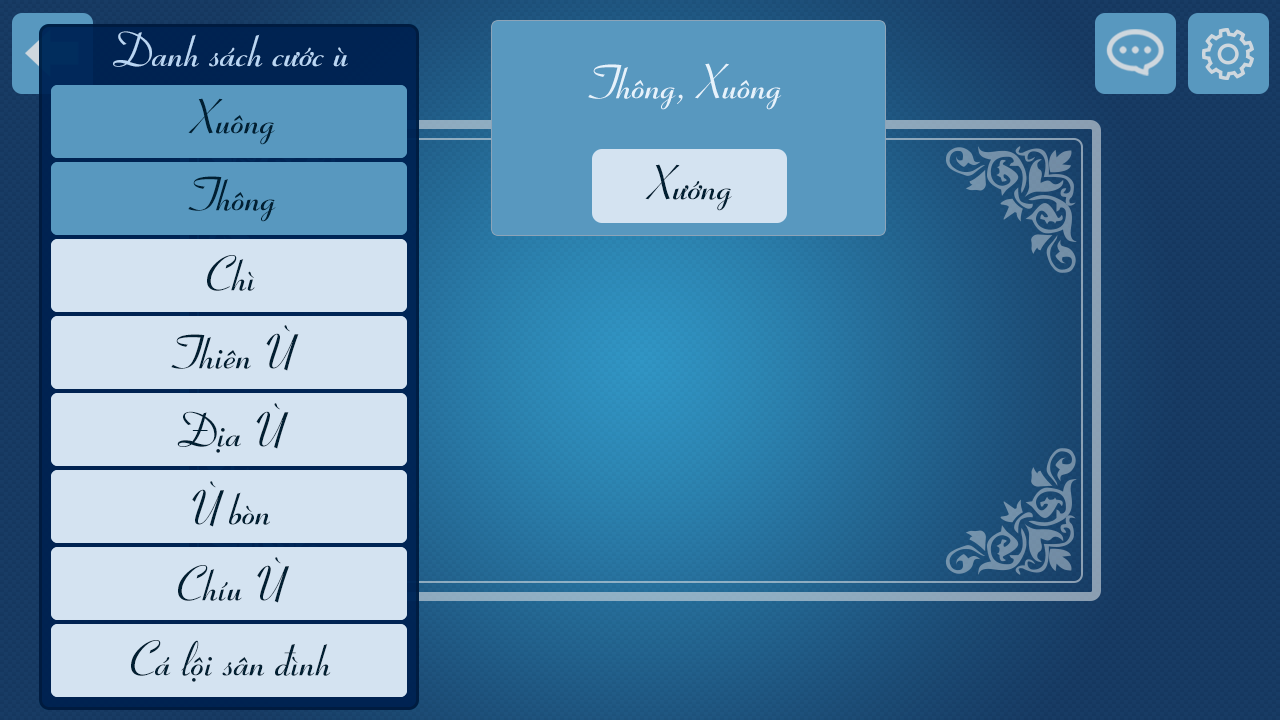 Danh sách cước ù
Xuông
Thông
Chì
Thiên Ù
Địa Ù
Ù bòn
Chíu Ù
Cá lội sân đình
Thông, Xuông
Xướng